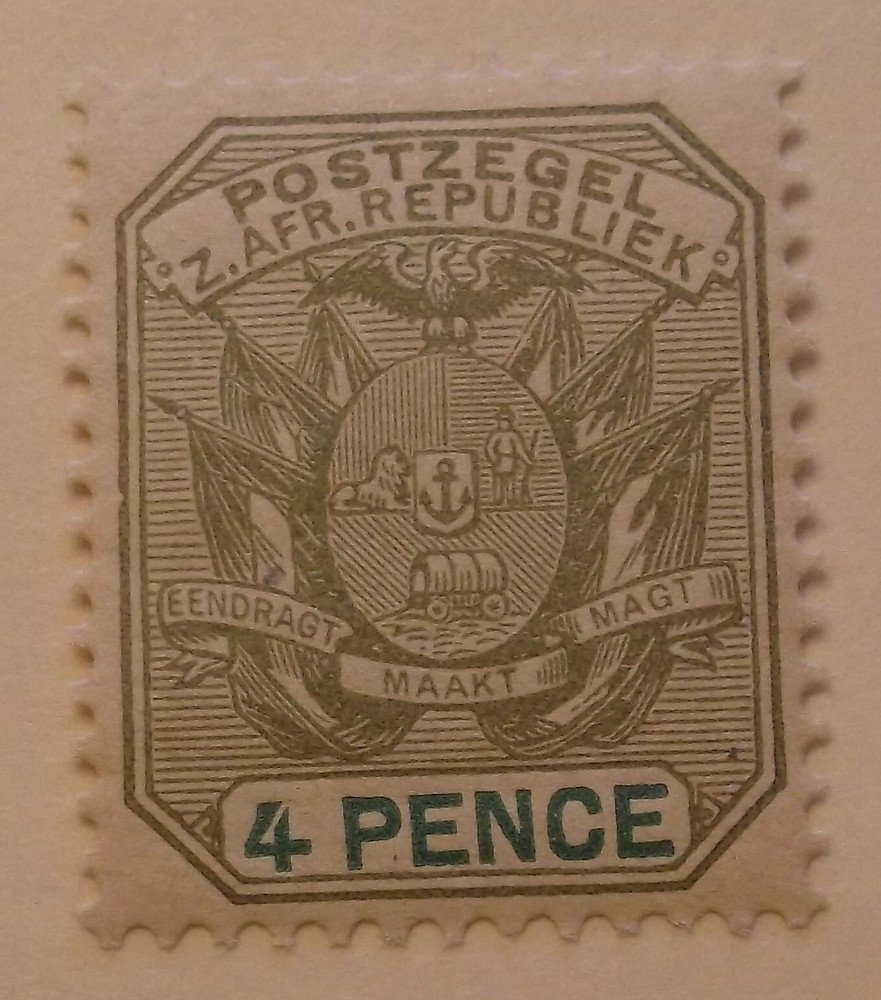 POSTZEGEL
Z.AFR.REPUBLIEK
EENDRAGT MAAKT MAGT
4 PENCE